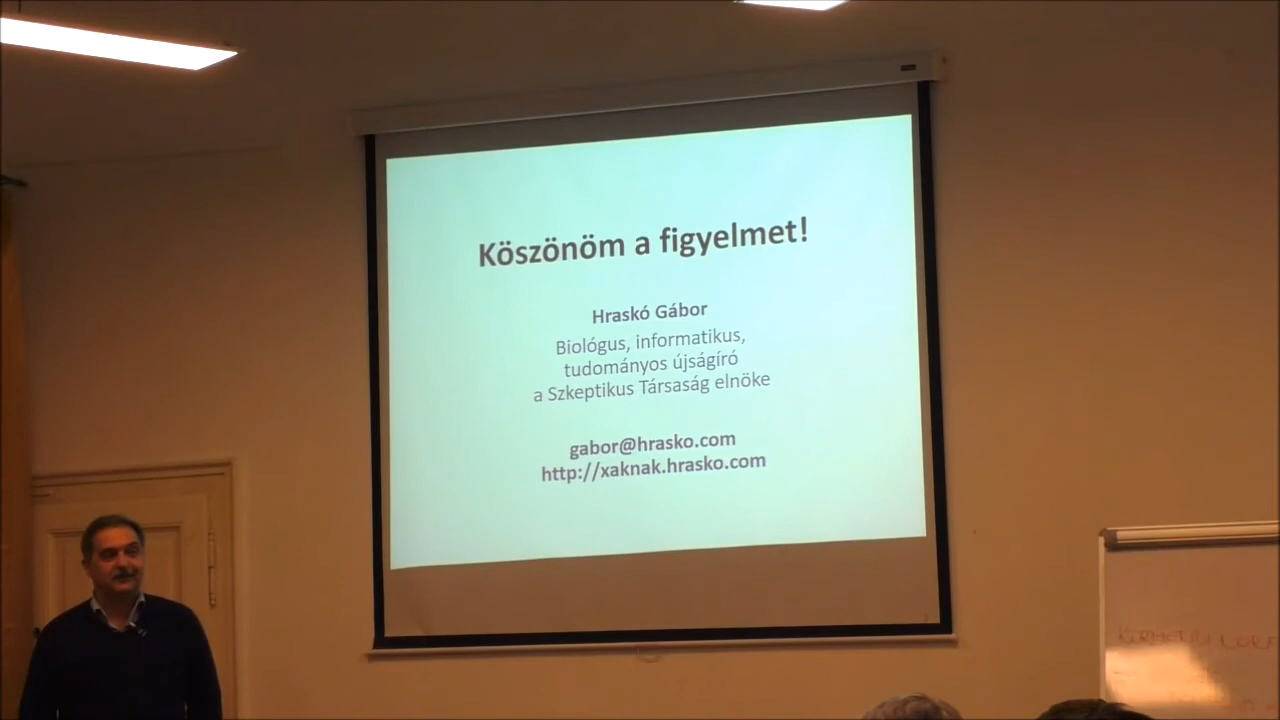 Köszönöm a figyelmet!
Hraskó Gábor
Biológus, informatikus,
tudományos újságíró
a Szkeptikus Társaság elnöke
gabor@hrasko.com
http://xaknak.hrasko.com